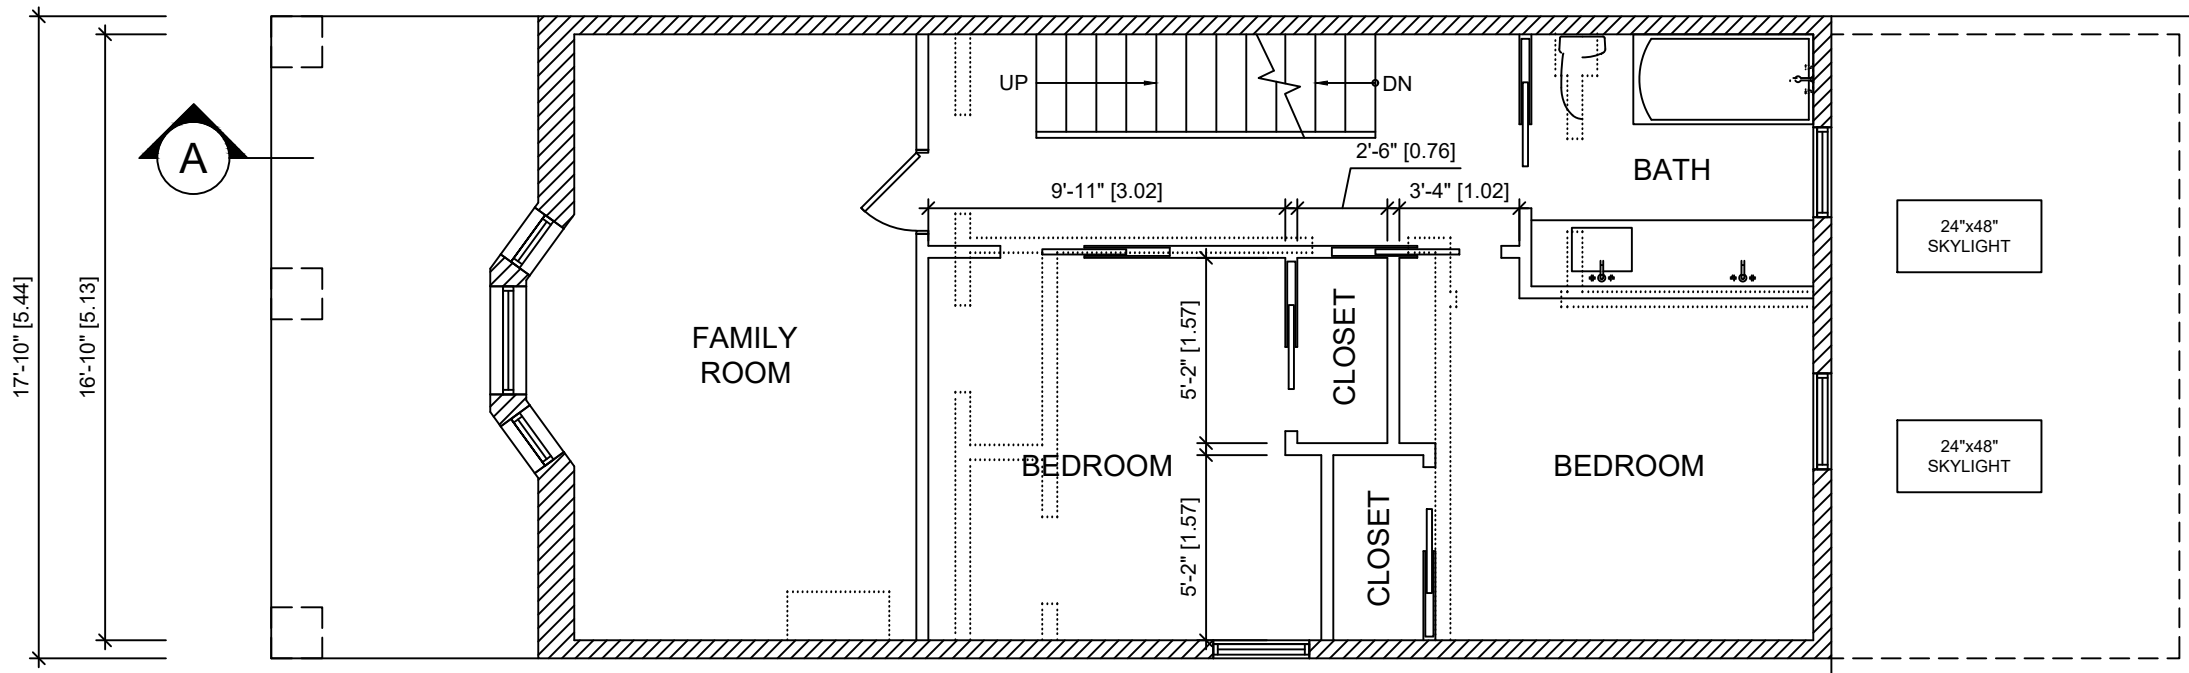 UP
DN
A
2'-6" [0.76]
BATH
9'-11" [3.02]
3'-4" [1.02]
24"x48"
SKYLIGHT
17'-10" [5.44]
16'-10" [5.13]
FAMILY
ROOM
5'-2" [1.57]
CLOSET
BEDROOM
BEDROOM
24"x48"
SKYLIGHT
5'-2" [1.57]
CLOSET